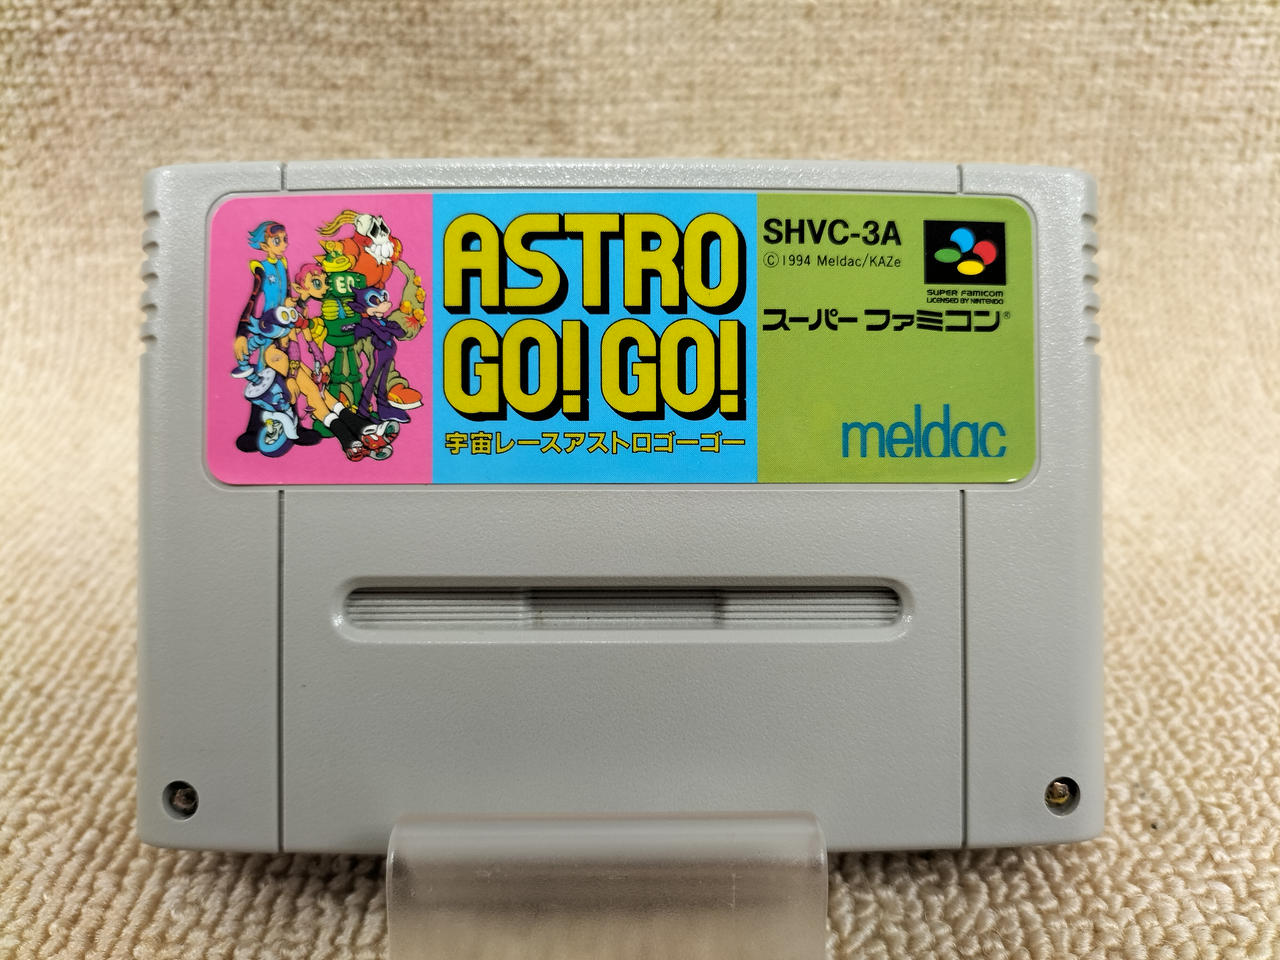 ASTRO
GO! GO!
宇宙レースアストロゴーゴー
SHVC-3A
©1994 Meldac/KAZe
SUPER FAMICOM
LICENSED BY NINTENDO
スーパーファミコン®
meldac